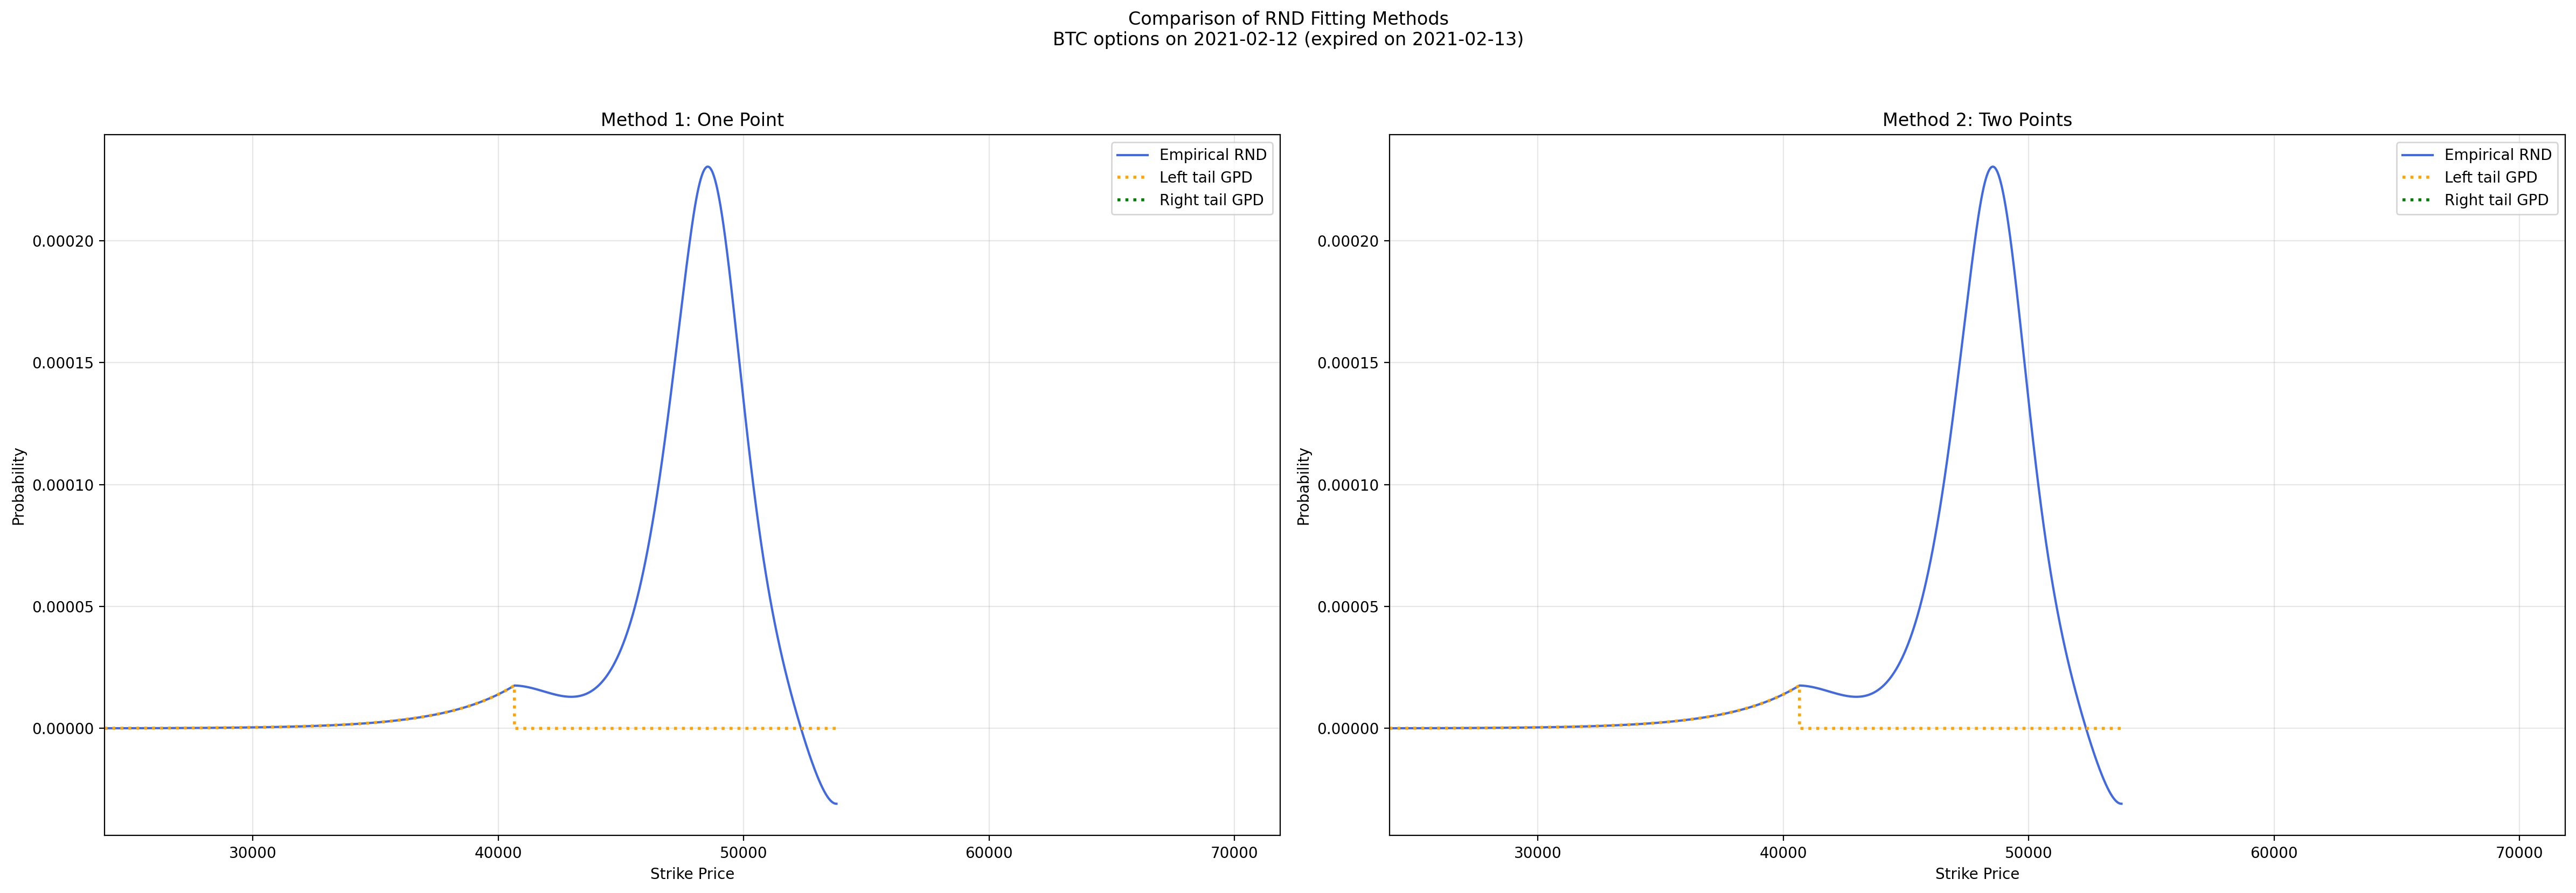 Comparison of RND Fitting Methods
BTC options on 2021-02-12 (expired on 2021-02-13)
Method 1: One Point
Empirical RND
Left tail GPD
Right tail GPD
0.00020
0.00015
0.00010
0.00005
0.00000
Probability
30000
40000
50000
60000
70000
Strike Price
Method 2: Two Points
Empirical RND
Left tail GPD
Right tail GPD
0.00020
0.00015
0.00010
0.00005
0.00000
Probability
30000
40000
50000
60000
70000
Strike Price